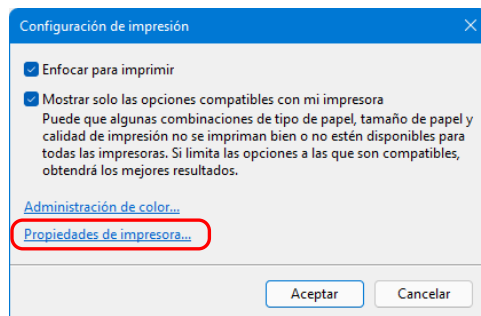 Configuración de impresión
Enfocar para imprimir
Mostrar solo las opciones compatibles con mi impresora
Puede que algunas combinaciones de tipo de papel, tamaño de papel y
calidad de impresión no se impriman bien o no estén disponibles para
todas las impresoras. Si limita las opciones a las que son compatibles,
obtendrá los mejores resultados.
Administración de color...
Propiedades de impresora...
Aceptar
Cancelar